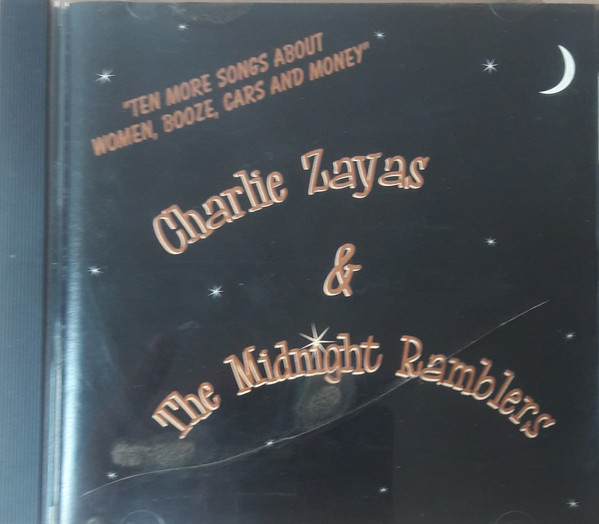 "TEN MORE SONGS ABOUT
WOMEN, BOOZE, CARS AND MONEY"
Charlie Zayas
&
The Midnight Ramblers